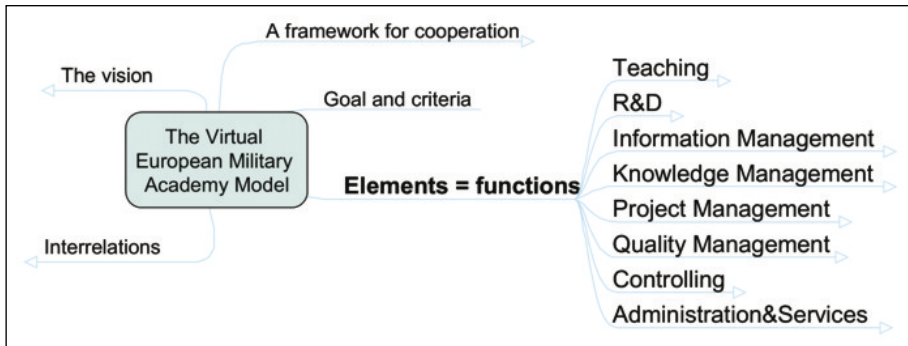 A framework for cooperation
The vision
Goal and criteria
The Virtual
European Military
Academy Model
Elements = functions
Interrelations
Teaching
R&D
Information Management
Knowledge Management
Project Management
Quality Management
Controlling
Administration&Services